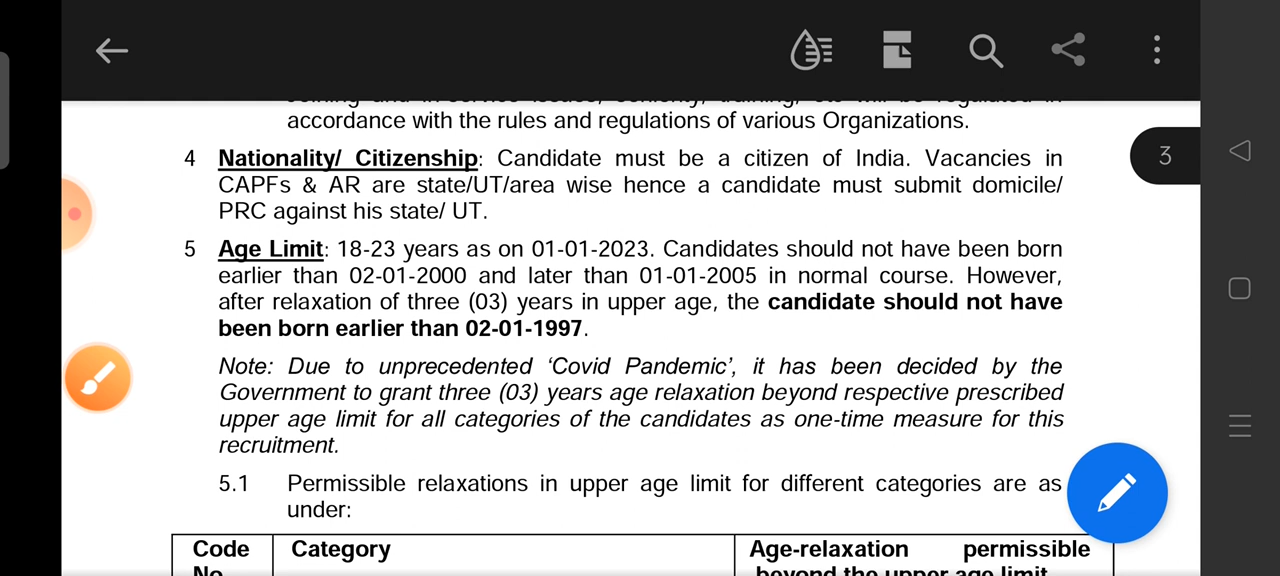 accordance with the rules and regulations of various Organizations.
3
4 Nationality/ Citizenship: Candidate must be a citizen of India. Vacancies in
CAPFs & AR are state/UT/area wise hence a candidate must submit domicile/
PRC against his state/ UT.
5 Age Limit: 18-23 years as on 01-01-2023. Candidates should not have been born
earlier than 02-01-2000 and later than 01-01-2005 in normal course. However,
after relaxation of three (03) years in upper age, the candidate should not have
been born earlier than 02-01-1997.
Note: Due to unprecedented ‘Covid Pandemic’, it has been decided by the
Government to grant three (03) years age relaxation beyond respective prescribed
upper age limit for all categories of the candidates as one-time measure for this
recruitment.
5.1 Permissible relaxations in upper age limit for different categories are as
under:
Code Category Age-relaxation permissible
No beyond the upper age limit